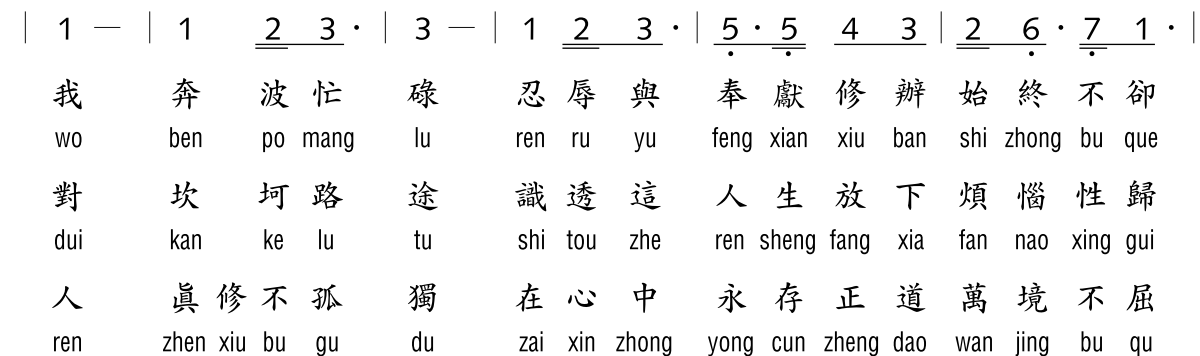 | 1 — | 1 2 3 · | 3 — | 1 2 3 · | 5 · 5 4 3 | 2 6 · 7 1 · |
我 奔 波 忙 碌 忍 辱 與 奉 獻 修 辦 始 終 不 卻
wo ben po mang lu ren ru yu feng xian xiu ban shi zhong bu que
對 坎 坷 路 途 識 透 這 人 生 放 下 煩 惱 性 歸
dui kan ke lu tu shi tou zhe ren sheng fang xia fan nao xing gui
人 眞 修 不 孤 獨 在 心 中 永 存 正 道 萬 境 不 屈
ren zhen xiu bu gu du zai xin zhong yong cun zheng dao wan jing bu qu